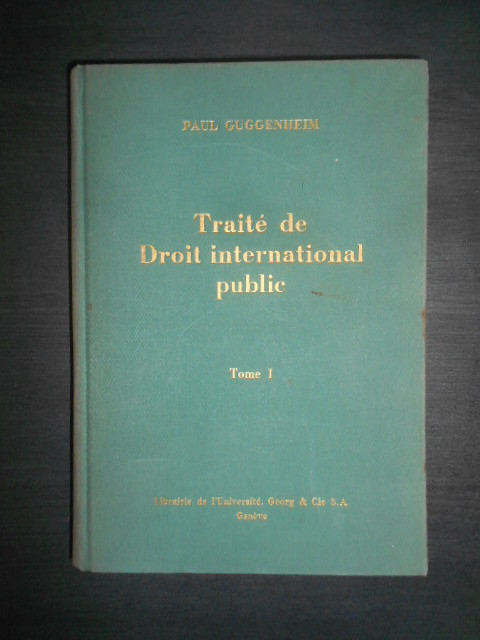 PAUL GUGGENHEIM
Traité de
Droit international
public
Tome I
Librairie de l'Université, Georg & Cie S.A.
Genève